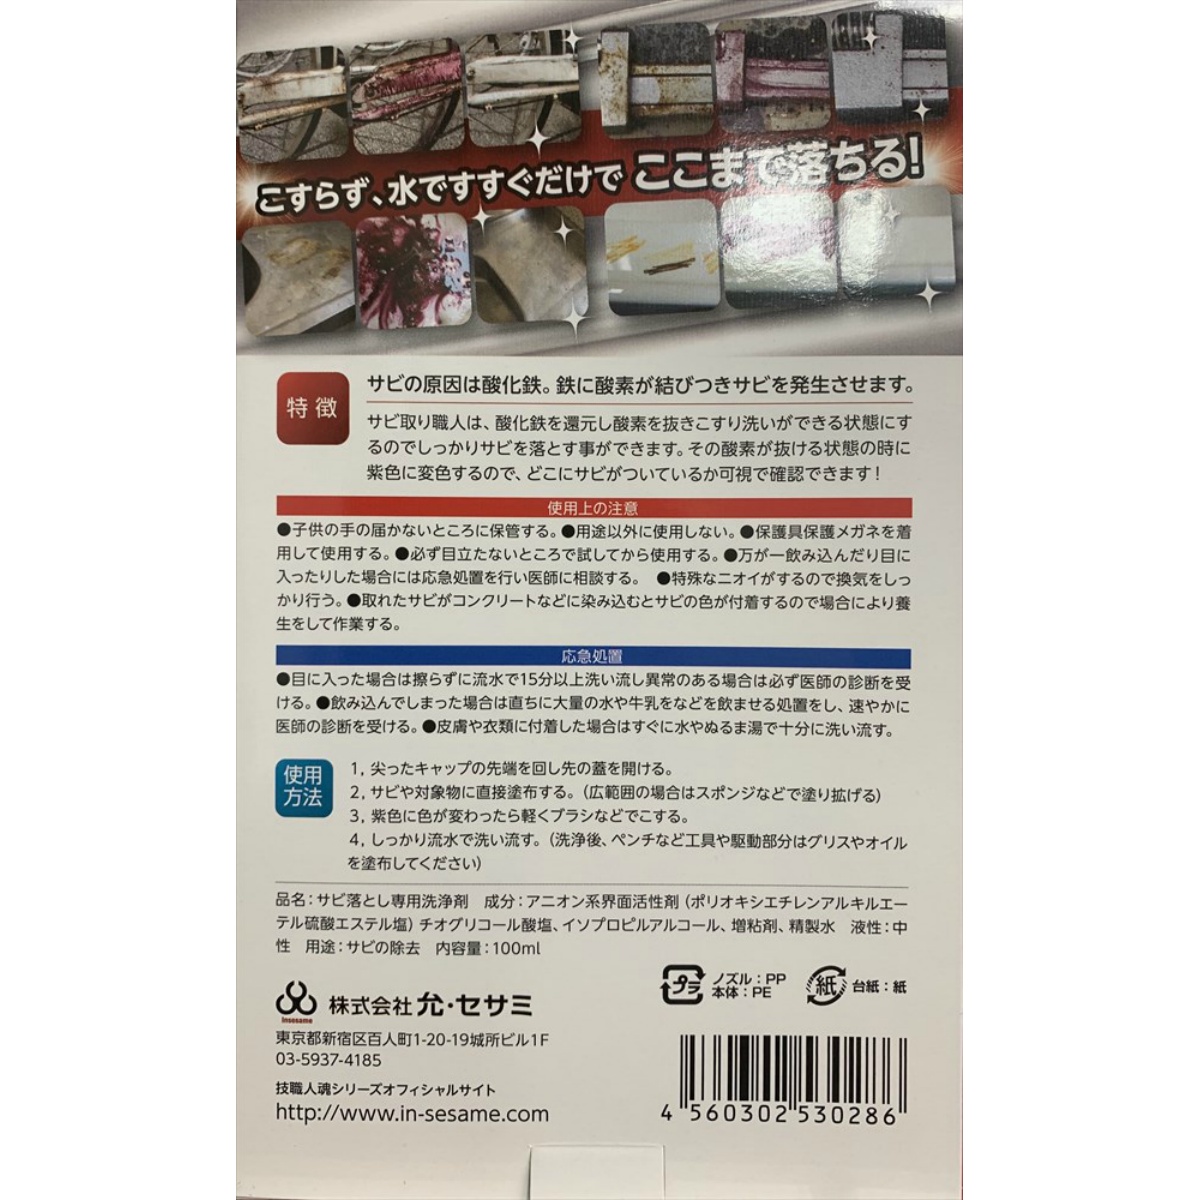 こすらず、水ですすぐだけで ここまで落ちる!
特徴
サビの原因は酸化鉄。鉄に酸素が結びつきサビを発生させます。
サビ取り職人は、酸化鉄を還元し酸素を抜きこすり洗いができる状態にす
るのでしっかりサビを落とす事ができます。その酸素が抜ける状態の時に
紫色に変色するので、どこにサビがついているか可視で確認できます!
使用上の注意
●子供の手の届かないところに保管する。●用途以外に使用しない。●保護具保護メガネを着
用して使用する。●必ず目立たないところで試してから使用する。●万が一飲み込んだり目に
入ったりした場合には応急処置を行い医師に相談する。 ●特殊なニオイがするので換気をしっ
かり行う。●取れたサビがコンクリートなどに染み込むとサビの色が付着するので場合により養
生をして作業する。
応急処置
●目に入った場合は擦らずに流水で15分以上洗い流し異常のある場合は必ず医師の診断を受
ける。●飲み込んでしまった場合は直ちに大量の水や牛乳をなどを飲ませる処置をし、速やかに
医師の診断を受ける。●皮膚や衣類に付着した場合はすぐに水やぬるま湯で十分に洗い流す。
使用
方法
1, 尖ったキャップの先端を回し先の蓋を開ける。
2, サビや対象物に直接塗布する。(広範囲の場合はスポンジなどで塗り拡げる)
3, 紫色に色が変わったら軽くブラシなどでこする。
4, しっかり流水で洗い流す。(洗浄後、ペンチなど工具や駆動部分はグリスやオイル
を塗布してください)
品名:サビ落とし専用洗浄剤 成分:アニオン系界面活性剤(ポリオキシエチレンアルキルエー
テル硫酸エステル塩)チオグリコール酸塩、イソプロピルアルコール、増粘剤、精製水 液性:中
性 用途:サビの除去 内容量:100ml
プラ
ノズル:PP
本体:PE
紙
台紙:紙
insesame
株式会社 允・セサミ
東京都新宿区百人町1-20-19城所ビル1F
03-5937-4185
技職人魂シリーズオフィシャルサイト
http://www.in-sesame.com
4 560302 530286